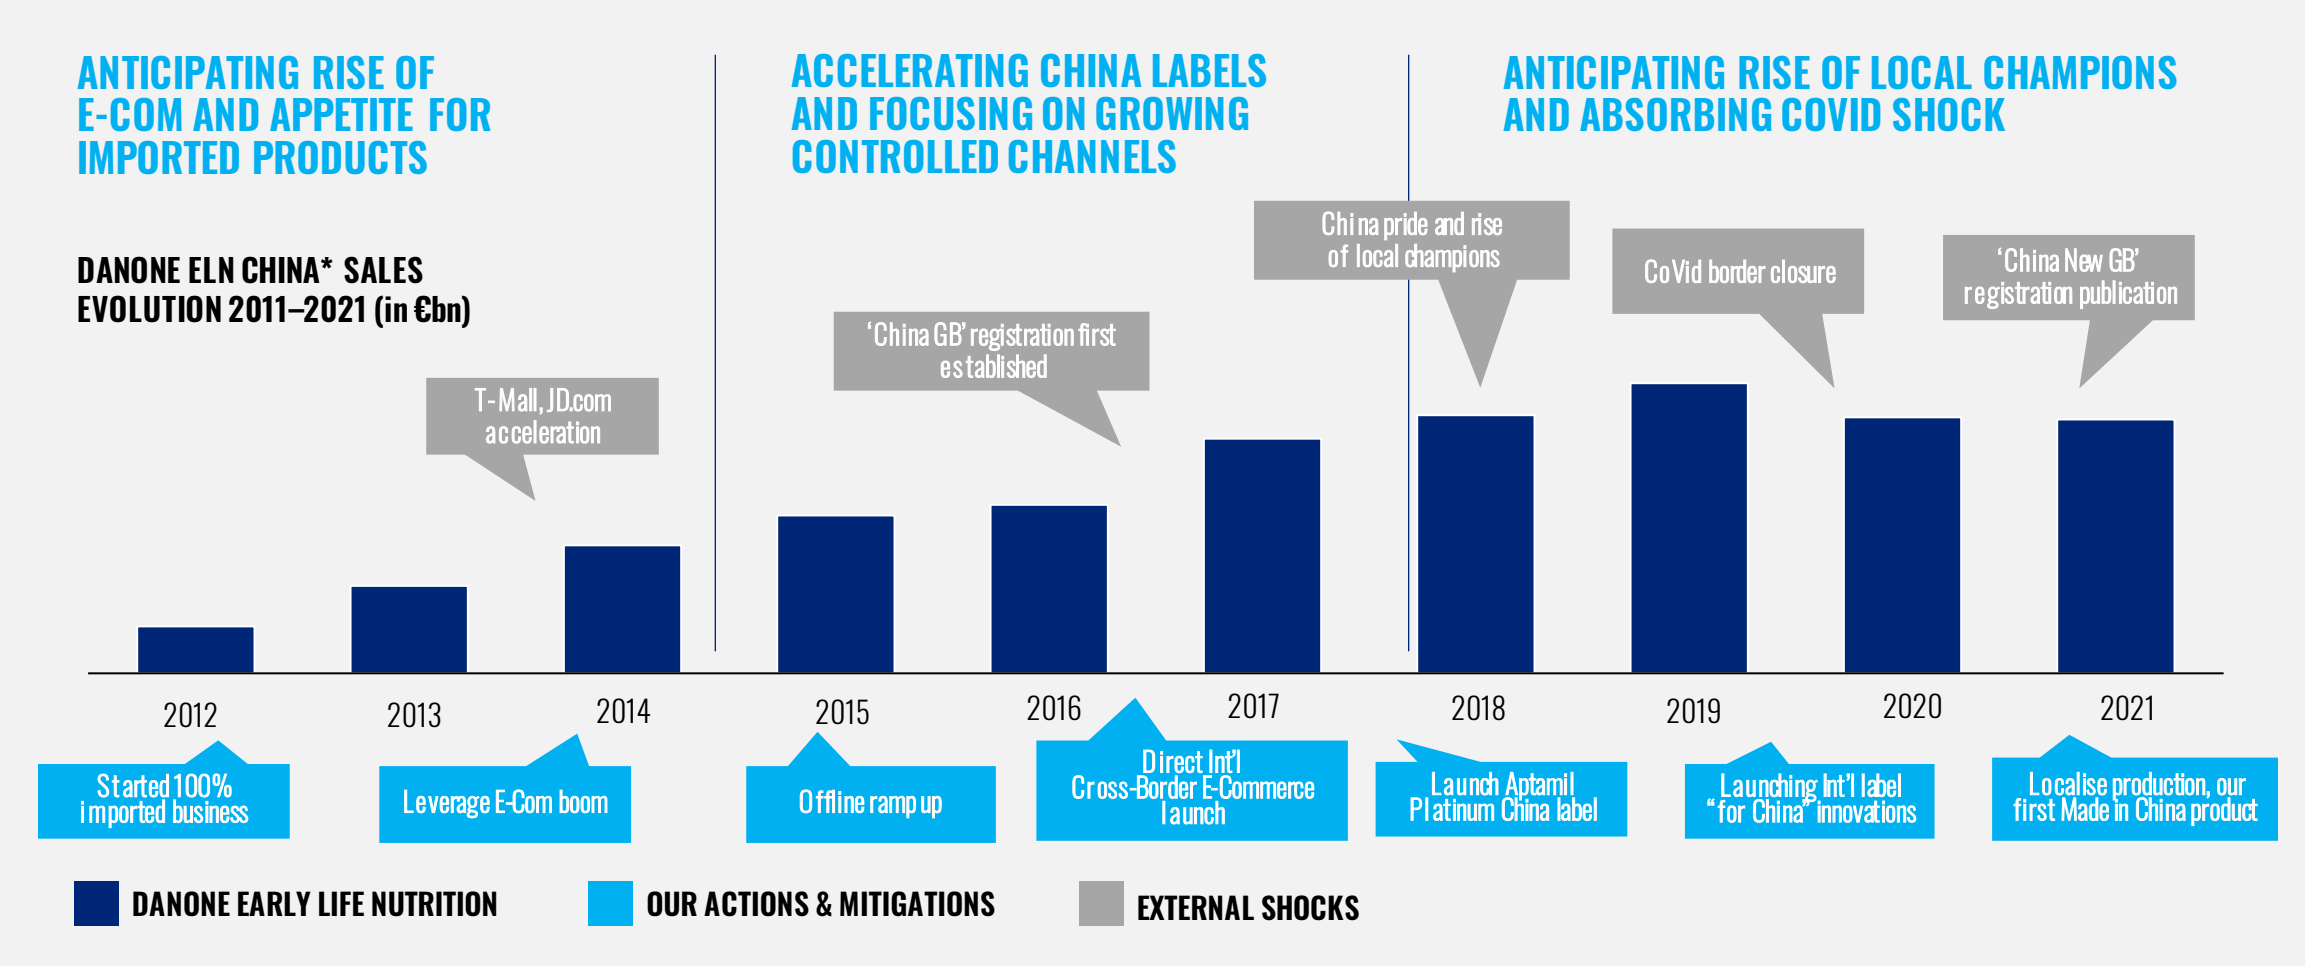 ANTICIPATING RISE OF
E-COM AND APPETITE FOR
IMPORTED PRODUCTS
ACCELERATING CHINA LABELS
AND FOCUSING ON GROWING
CONTROLLED CHANNELS
ANTICIPATING RISE OF LOCAL CHAMPIONS
AND ABSORBING COVID SHOCK
DANONE ELN CHINA* SALES
EVOLUTION 2011–2021 (in €bn)
T-Mall, JD.com
acceleration
‘China GB’ registration first
established
China pride and rise
of local champions
CoVid border closure
‘China New GB’
registration publication
2012
2013
2014
2015
2016
2017
2018
2019
2020
2021
Started 100%
imported business
Leverage E-Com boom
Offline ramp up
Direct Int’l
Cross-Border E-Commerce
launch
Launch Aptamil
Platinum China label
Launching Int’l label
“for China” innovations
Localise production, our
first Made in China product
DANONE EARLY LIFE NUTRITION
OUR ACTIONS & MITIGATIONS
EXTERNAL SHOCKS